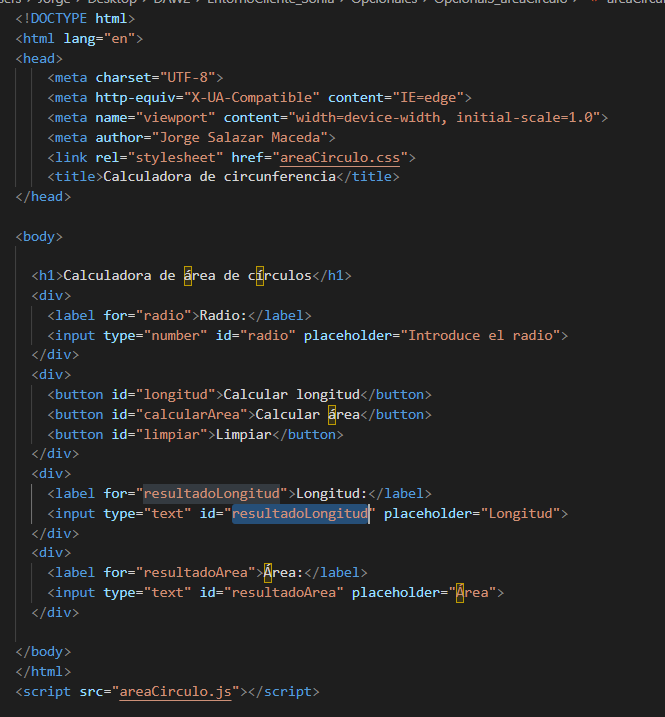 Jorge > Desktop > DAW2 > EntornoCliente_Sonia > Opcionales > Opcional5_areaCirculo >
<!DOCTYPE html>
<html lang="en">
<head>
<meta charset="UTF-8">
<meta http-equiv="X-UA-Compatible" content="IE=edge">
<meta name="viewport" content="width=device-width, initial-scale=1.0">
<meta author="Jorge Salazar Maceda">
<link rel="stylesheet" href="areaCirculo.css">
<title>Calculadora de circunferencia</title>
</head>
<body>
<h1>Calculadora de área de círculos</h1>
<div>
<label for="radio">Radio:</label>
<input type="number" id="radio" placeholder="Introduce el radio">
</div>
<div>
<button id="longitud">Calcular longitud</button>
<button id="calcularArea">Calcular área</button>
<button id="limpiar">Limpiar</button>
</div>
<div>
<label for="resultadoLongitud">Longitud:</label>
<input type="text" id="resultadoLongitud" placeholder="Longitud">
</div>
<div>
<label for="resultadoArea">Área:</label>
<input type="text" id="resultadoArea" placeholder="Área">
</div>
</body>
</html>
<script src="areaCirculo.js"></script>